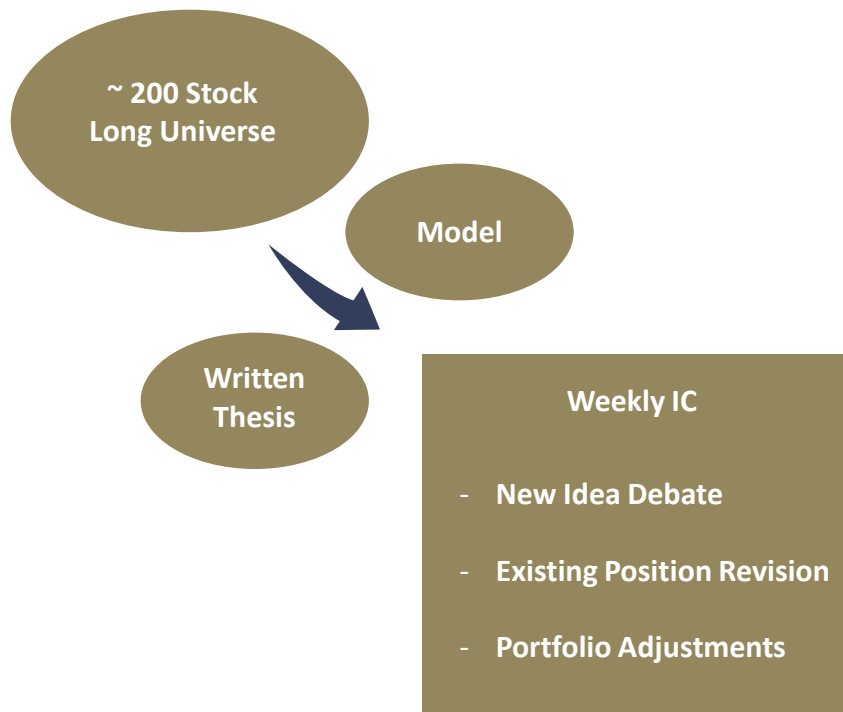 ~ 200 Stock
Long Universe
Model
Written
Thesis
Weekly IC
- New Idea Debate
- Existing Position Revision
- Portfolio Adjustments